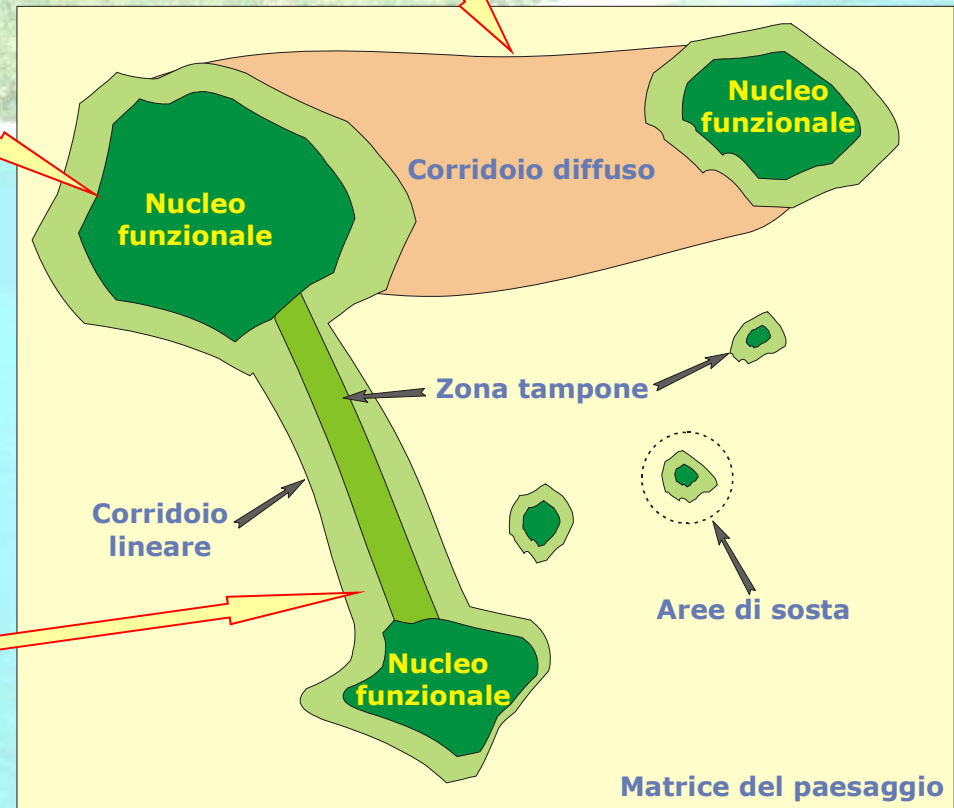 Nucleo
funzionale
Corridoio diffuso
Nucleo
funzionale
Zona tampone
Corridoio
lineare
Aree di sosta
Nucleo
funzionale
Matrice del paesaggio